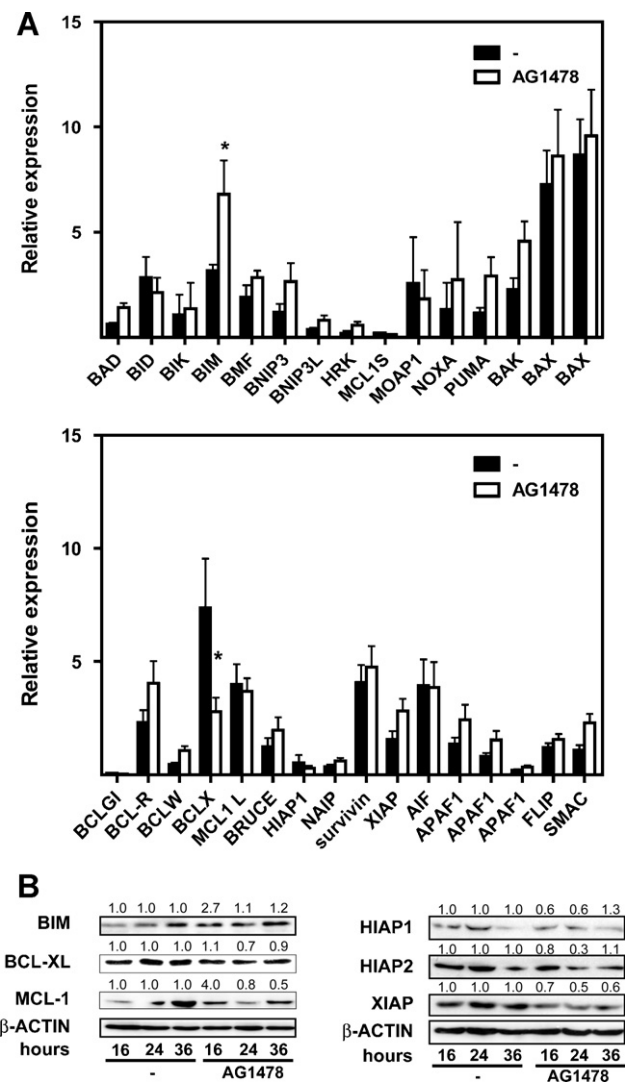 A
15
-
AG1478
10
Relative expression
*
5
BAD BID BIK BIM BMF BNIP3 BNIP3L HRK MCL1S MOAP1 NOXA PUMA BAK BAX BAX
15
-
AG1478
10
Relative expression
5
*
BCLGI BCL-R BCLW BCLX MCL1 L BRUCE HIAP1 NAIP survivin XIAP AIF APAF1 APAF1 APAF1 FLIP SMAC
B
1.0 1.0 1.0 2.7 1.1 1.2
BIM
1.0 1.0 1.0 1.1 0.7 0.9
BCL-XL
1.0 1.0 1.0 4.0 0.8 0.5
MCL-1
β-ACTIN
hours 16 24 36 16 24 36
- AG1478
1.0 1.0 1.0 0.6 0.6 1.3
HIAP1
1.0 1.0 1.0 0.8 0.3 1.1
HIAP2
1.0 1.0 1.0 0.7 0.5 0.6
XIAP
β-ACTIN
hours 16 24 36 16 24 36
- AG1478